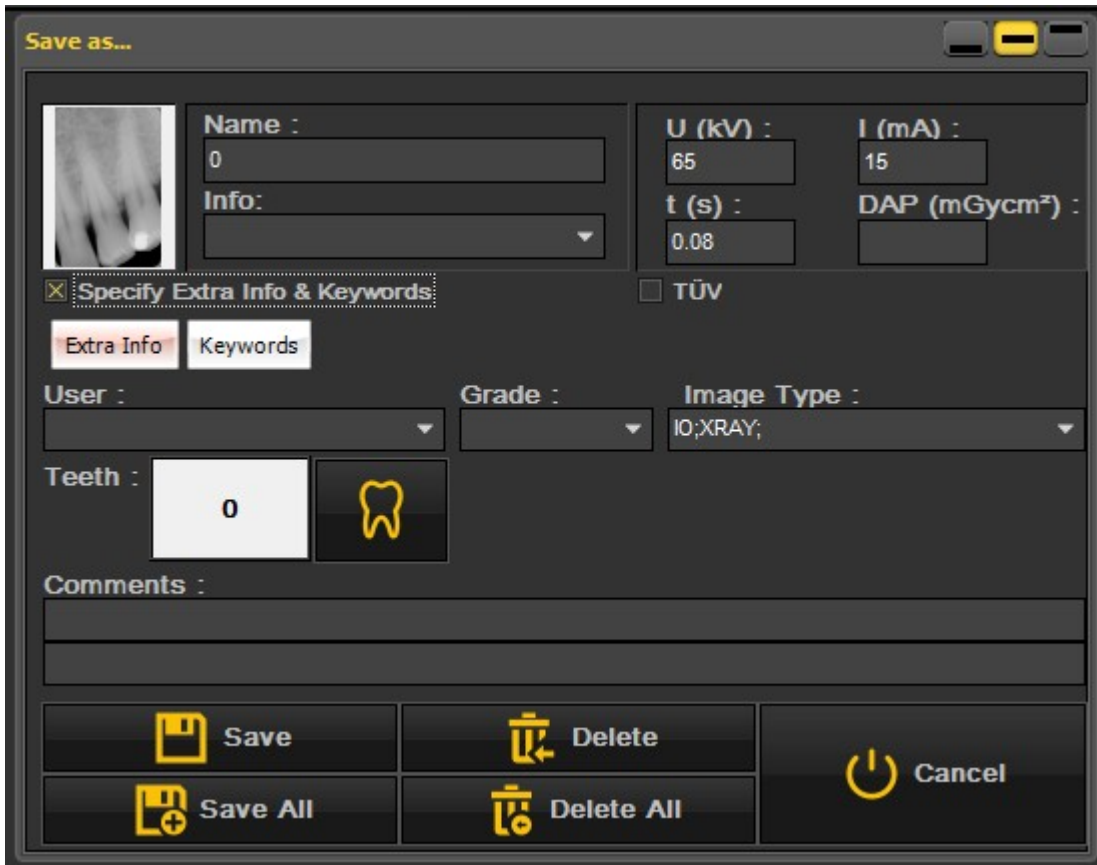 Save as...
Name :
0
Info:
U (kV) :
65
I (mA) :
15
t (s) :
0.08
DAP (mGycm²) :
Specify Extra Info & Keywords
TÜV
Extra Info
Keywords
User :
Grade :
Image Type :
IO;XRAY;
Teeth :
0
Comments :
Save
Delete
Cancel
Save All
Delete All